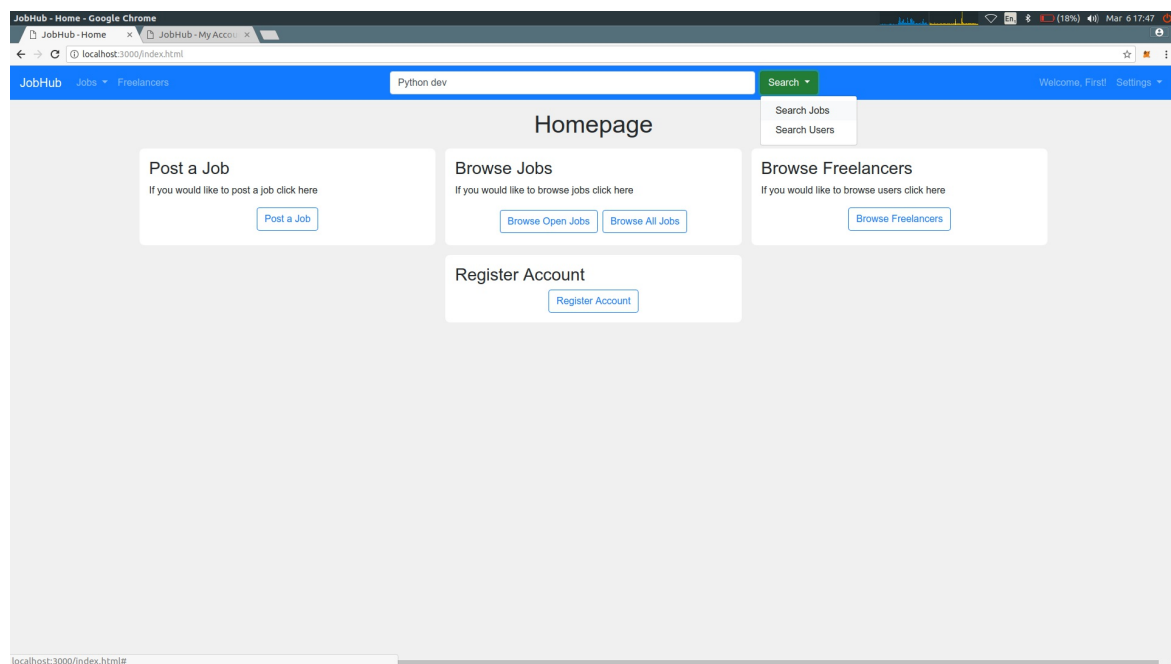 JobHub - Home - Google Chrome
En
(18%)
Mar 6 17:47
JobHub - Home
JobHub - My Accou
localhost:3000/index.html
JobHub
Jobs
Freelancers
Python dev
Search
Welcome, First!
Settings
Search Jobs
Search Users
Homepage
Post a Job
If you would like to post a job click here
Post a Job
Browse Jobs
If you would like to browse jobs click here
Browse Open Jobs
Browse All Jobs
Browse Freelancers
If you would like to browse users click here
Browse Freelancers
Register Account
Register Account
localhost:3000/index.html#